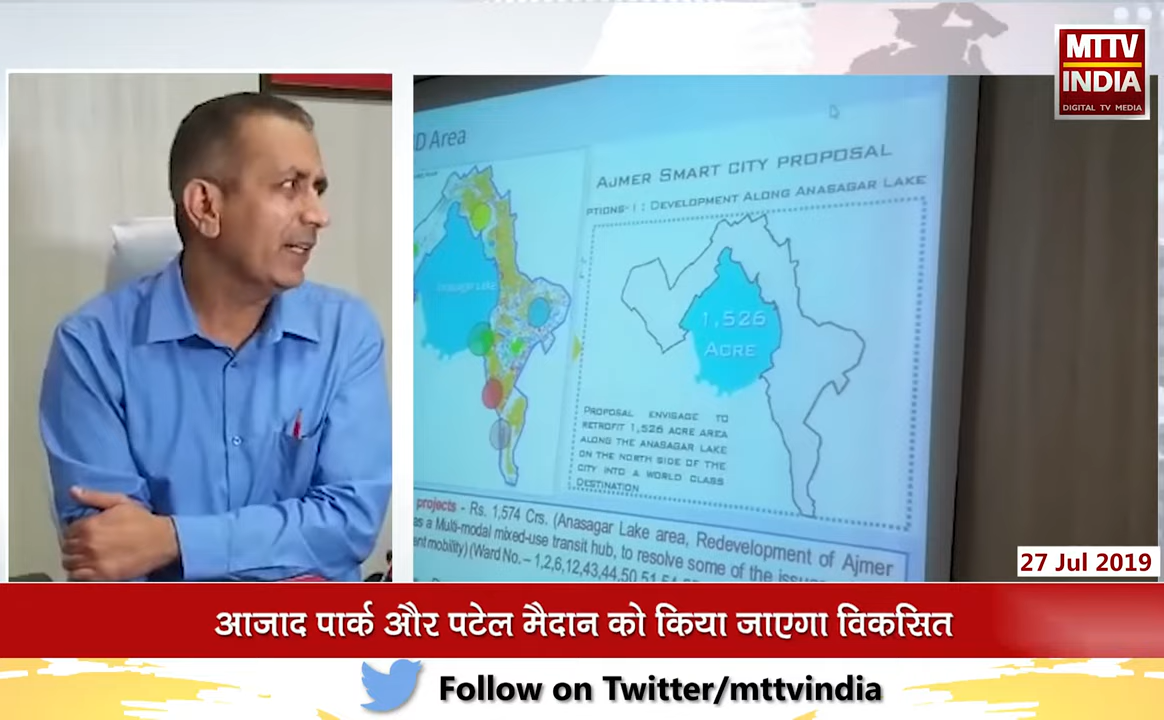 MTTV
INDIA
DIGITAL TV MEDIA
D Area
Anasagar Lake
AJMER SMART CITY PROPOSAL
PTIONS- I : DEVELOPMENT ALONG ANASAGAR LAKE
1,526
ACRE
PROPOSAL ENVISAGE TO
RETROFIT 1,526 ACRE AREA
ALONG THE ANASAGAR LAKE
ON THE NORTH SIDE OF THE
CITY INTO A WORLD CLASS
DESTINATION
projects - Rs. 1,574 Crs. (Anasagar Lake area, Redevelopment of Ajmer
as a Multi-modal mixed-use transit hub, to resolve some of the
ent mobility) (Ward No. – 1,2,6,12,43,44,50,51,54
27 Jul 2019
आजाद पार्क और पटेल मैदान को किया जाएगा विकसित
Follow on Twitter/mttvindia